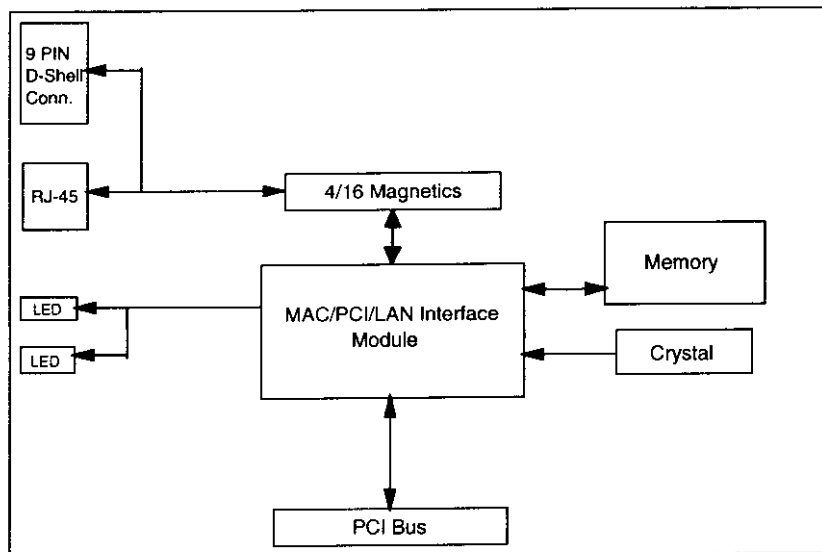 9 PIN
D-Shell
Conn.
RJ-45
4/16 Magnetics
Memory
MAC/PCI/LAN Interface
Module
LED
LED
Crystal
PCI Bus